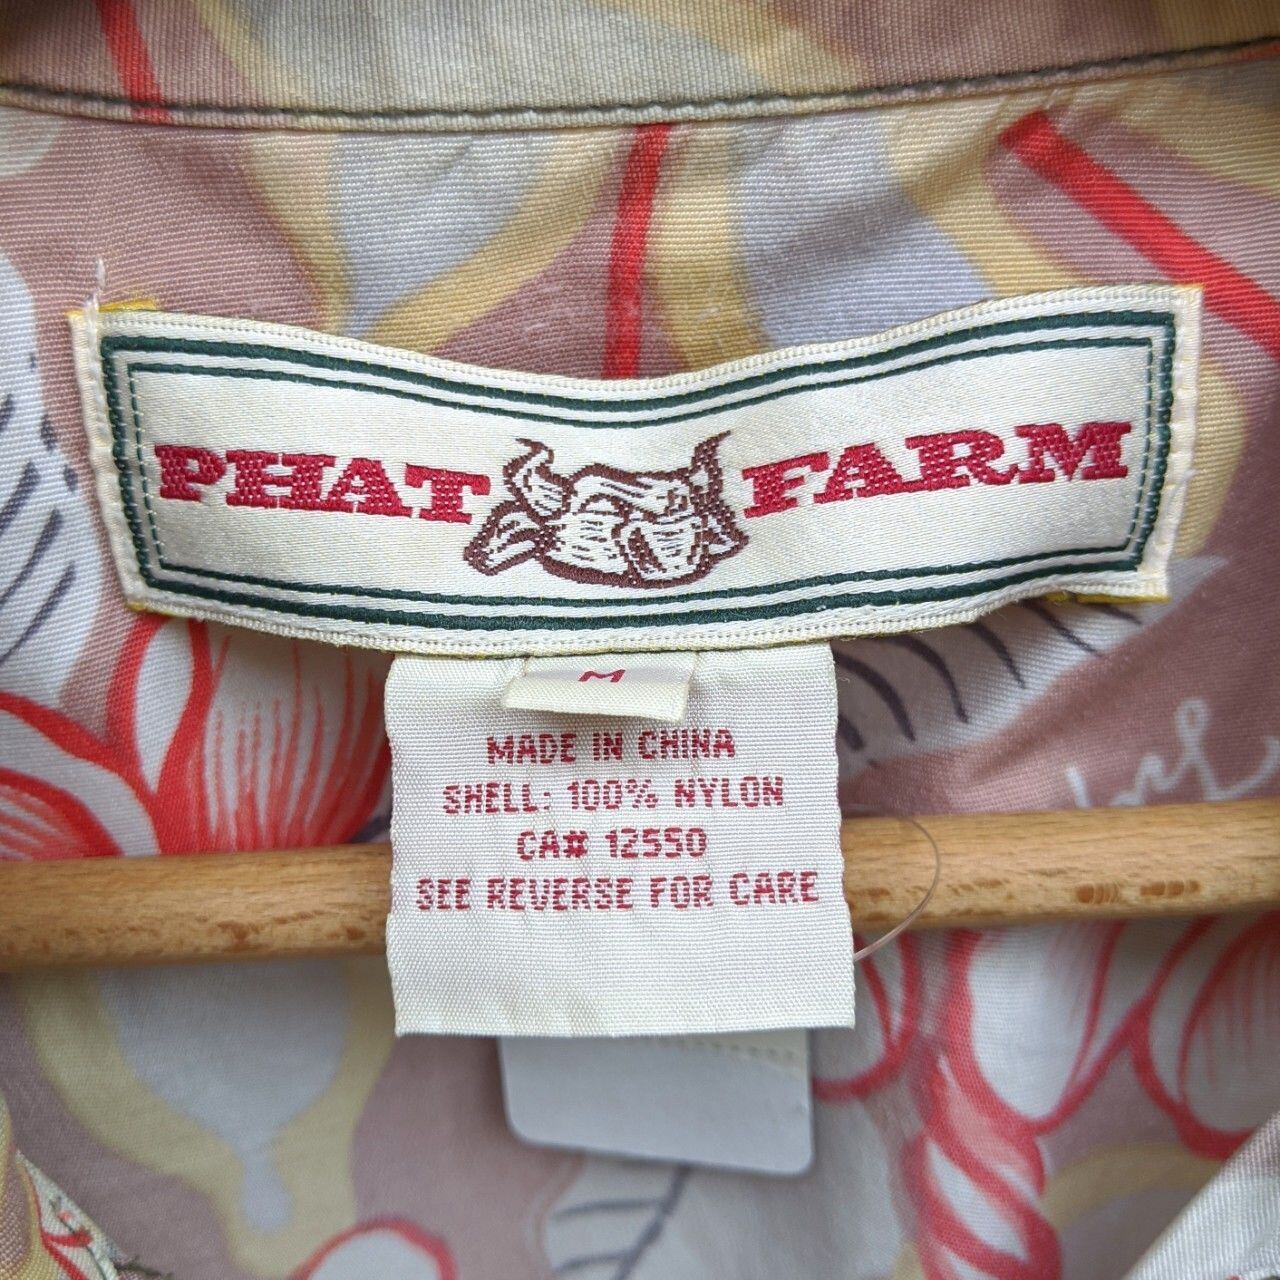 PHAT FARM
M
MADE IN CHINA
SHELL: 100% NYLON
CA# 12550
SEE REVERSE FOR CARE